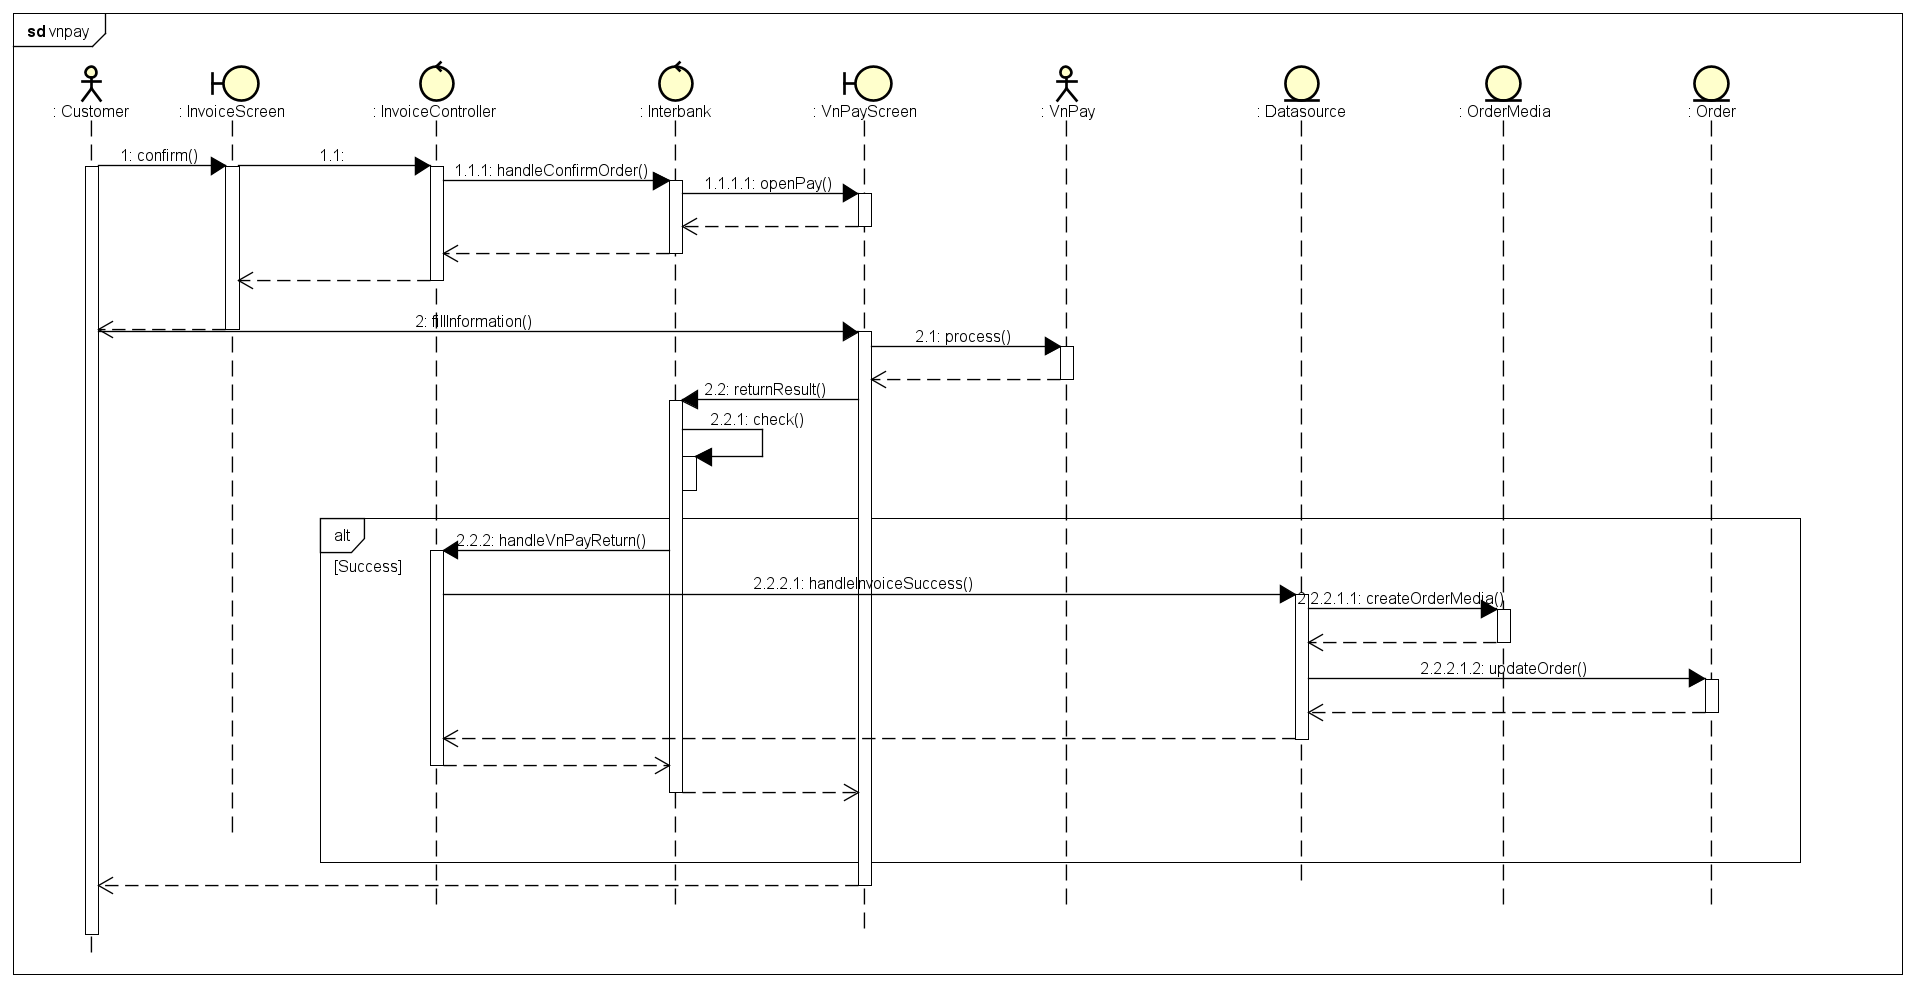 sd vnpay
: Customer
: InvoiceScreen
: InvoiceController
: Interbank
: VnPayScreen
: VnPay
: Datasource
: OrderMedia
: Order
1: confirm()
1.1:
1.1.1: handleConfirmOrder()
1.1.1.1: openPay()
2: fillInformation()
2.1: process()
2.2: returnResult()
2.2.1: check()
alt
2.2.2: handleVnPayReturn()
[Success]
2.2.2.1: handleInvoiceSuccess()
2.2.2.1.1: createOrderMedia()
2.2.2.1.2: updateOrder()